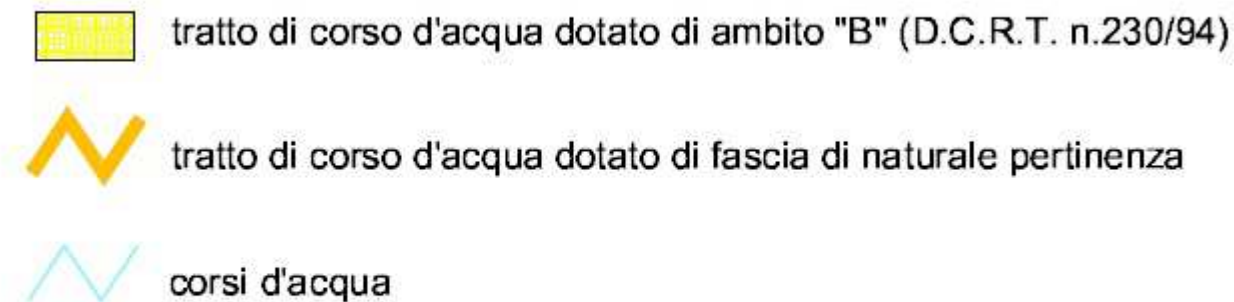 tratto di corso d'acqua dotato di ambito "B" (D.C.R.T. n.230/94)
tratto di corso d'acqua dotato di fascia di naturale pertinenza
corsi d'acqua